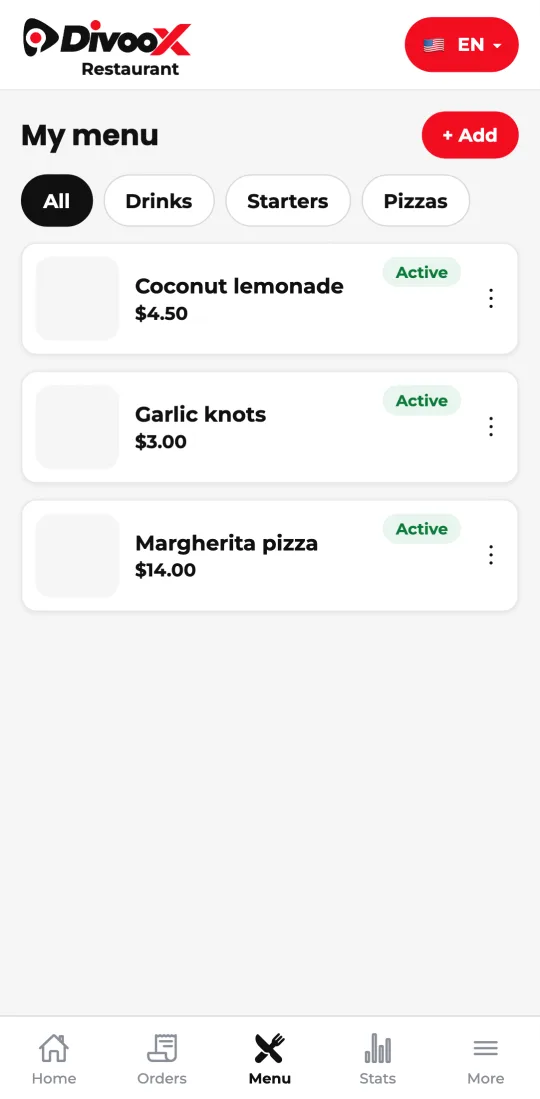 DivooX
Restaurant
EN
My menu
+ Add
All
Drinks
Starters
Pizzas
Coconut lemonade
Active
$4.50
Garlic knots
Active
$3.00
Margherita pizza
Active
$14.00
Home
Orders
Menu
Stats
More